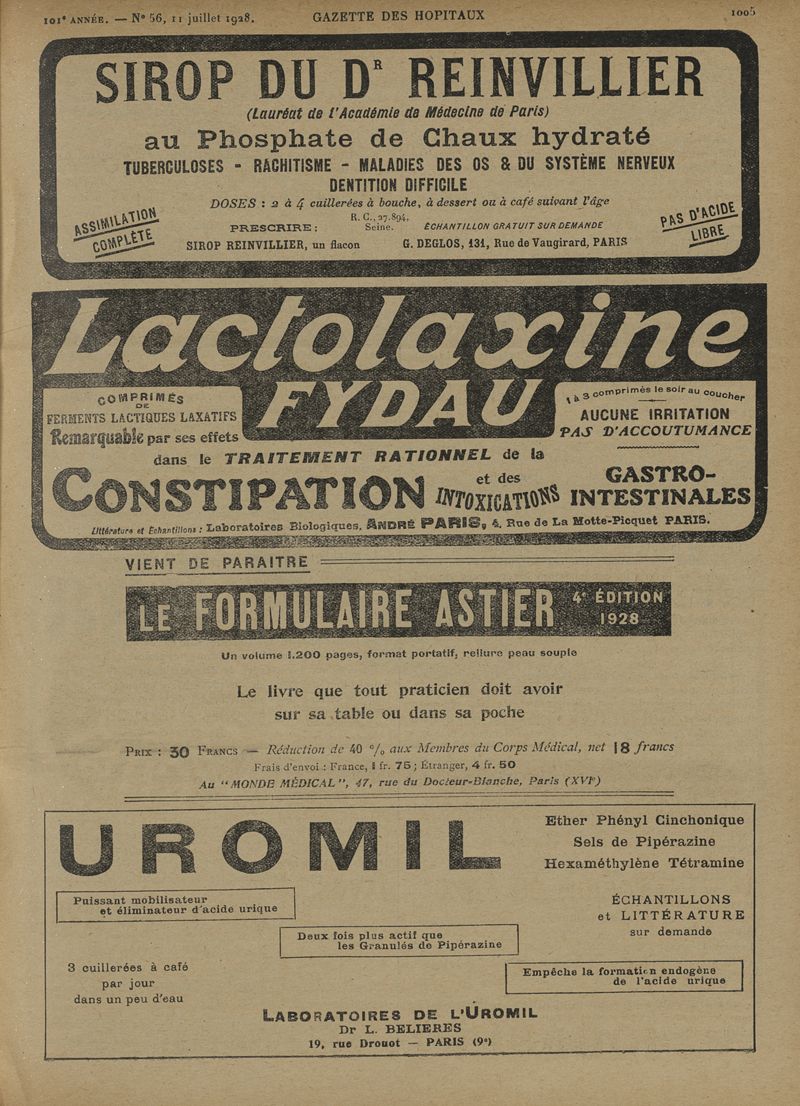 101e ANNÉE. — No 56, 11 juillet 1928. GAZETTE DES HOPITAUX 1005
SIROP DU DR REINVILLIER
(Lauréat de l'Académie de Médecine de Paris)
au Phosphate de Chaux hydraté
TUBERCULOSES - RACHITISME - MALADIES DES OS & DU SYSTÈME NERVEUX
DENTITION DIFFICILE
DOSES : 2 à 4 cuillerées à bouche, à dessert ou à café suivant l'âge
ASSIMILATION
COMPLÈTE
R. C., 27.894,
PRESCRIRE : Seine. ÉCHANTILLON GRATUIT SUR DEMANDE
SIROP REINVILLIER, un flacon G. DEGLOS, 131, Rue de Vaugirard, PARIS
PAS D'ACIDE
LIBRE
Lactolaxine
FYDAU
COMPRIMÉS
DE
FERMENTS LACTIQUES LAXATIFS
Remarquable par ses effets
1 à 3 comprimés le soir au coucher
AUCUNE IRRITATION
PAS D'ACCOUTUMANCE
dans le TRAITEMENT RATIONNEL de la
CONSTIPATION et des INTOXICATIONS GASTRO-
INTESTINALES
Littérature et Échantillons : Laboratoires Biologiques, ANDRÉ PARIS, 4, Rue de La Motte-Picquet PARIS.
VIENT DE PARAITRE
LE FORMULAIRE ASTIER 4e ÉDITION
1928
Un volume 1.200 pages, format portatif, reliure peau souple
Le livre que tout praticien doit avoir
sur sa table ou dans sa poche
PRIX : 30 FRANCS — Réduction de 40 % aux Membres du Corps Médical, net 18 francs
Frais d'envoi : France, 1 fr. 75 ; Étranger, 4 fr. 50
Au "MONDE MÉDICAL", 47, rue du Docteur-Blanche, Paris (XVIe)
UROMIL
Ether Phényl Cinchonique
Sels de Pipérazine
Hexaméthylène Tétramine
Puissant mobilisateur
et éliminateur d'acide urique
ÉCHANTILLONS
et LITTÉRATURE
sur demande
Deux fois plus actif que
les Granulés de Pipérazine
3 cuillerées à café
par jour
dans un peu d'eau
Empêche la formation endogène
de l'acide urique
LABORATOIRES DE L'UROMIL
Dr L. BELIERES
19, rue Drouot — PARIS (9e)